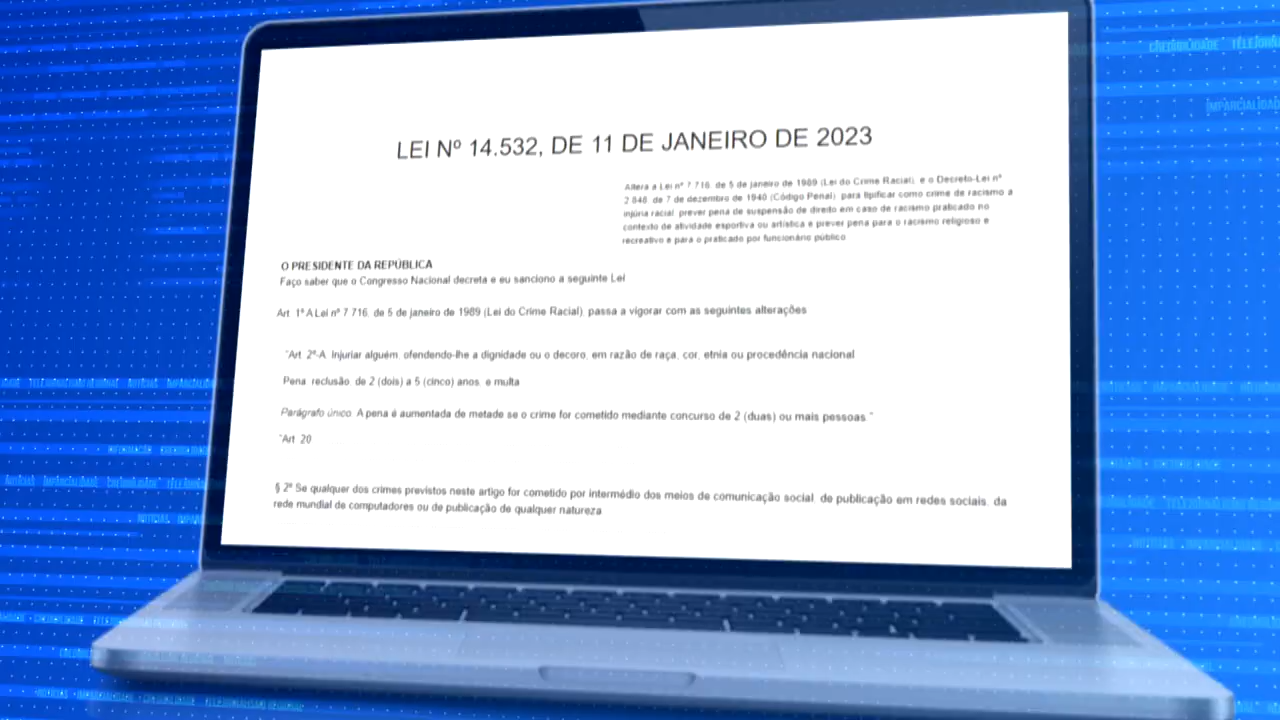 CREDIBILIDADE TELEJORNA
IMPARCIALIDAD
LEI Nº 14.532, DE 11 DE JANEIRO DE 2023
Altera a Lei nº 7 716 de 5 de janeiro de 1989 (Lei do Crime Racial) e o Decreto-Lei nº
2 848 de 7 de dezembro de 1940 (Código Penal) para tipificar como crime de racismo a
injúria racial prever pena de suspensão de direito em caso de racismo praticado no
contexto de atividade esportiva ou artística e prever pena para o racismo religioso e
recreativo e para o praticado por funcionário público
O PRESIDENTE DA REPÚBLICA
Faço saber que o Congresso Nacional decreta e eu sanciono a seguinte Lei
Art 1º A Lei nº 7 716 de 5 de janeiro de 1989 (Lei do Crime Racial) passa a vigorar com as seguintes alterações
"Art 2º-A Injuriar alguém ofendendo-lhe a dignidade ou o decoro, em razão de raça, cor, etnia ou procedência nacional
Pena reclusão de 2 (dois) a 5 (cinco) anos e multa
Parágrafo único A pena é aumentada de metade se o crime for cometido mediante concurso de 2 (duas) ou mais pessoas "
"Art 20
§ 2º Se qualquer dos crimes previstos neste artigo for cometido por intermédio dos meios de comunicação social de publicação em redes sociais, da
rede mundial de computadores ou de publicação de qualquer natureza